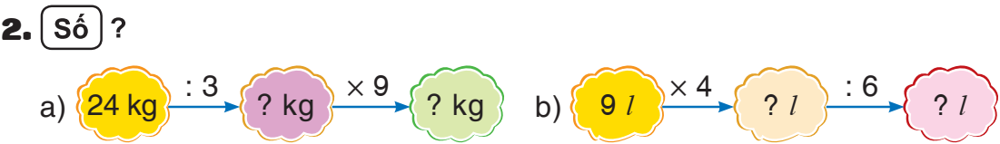 2. Số ?
a) 24 kg : 3 ? kg × 9 ? kg b) 9 l × 4 ? l : 6 ? l